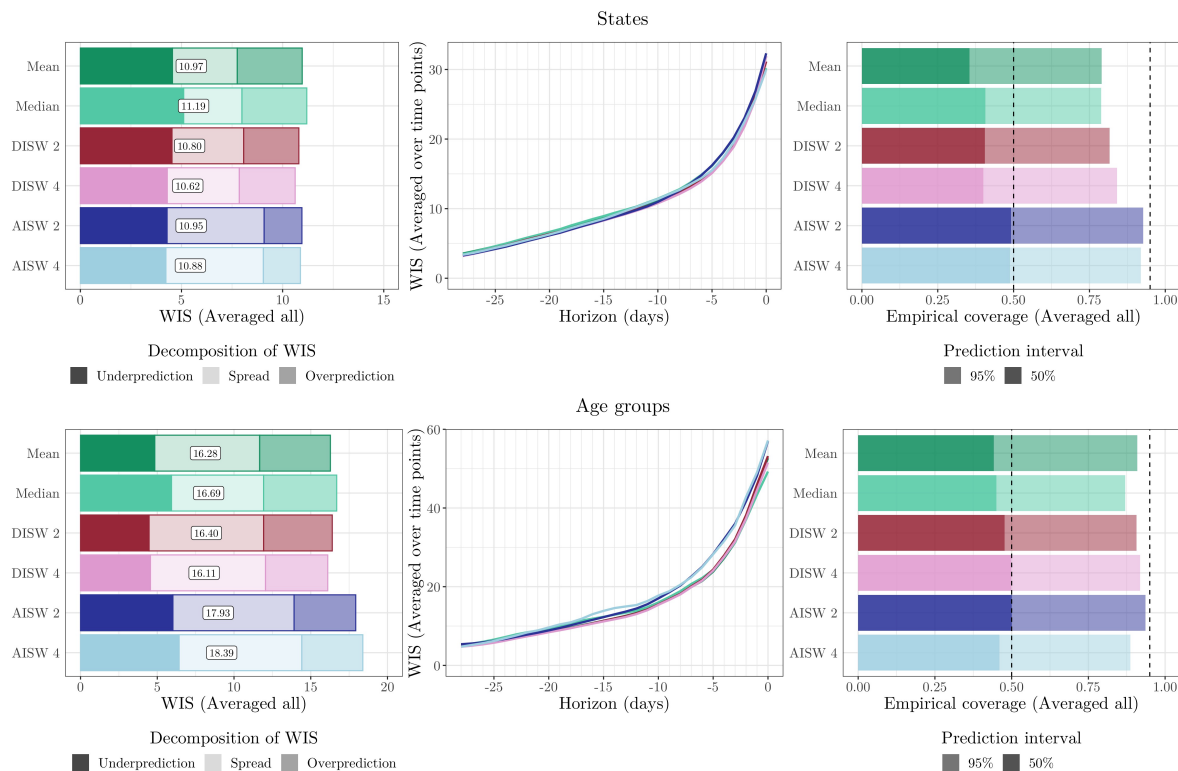 States
Mean
Median
DISW 2
DISW 4
AISW 2
AISW 4
10.97
11.19
10.80
10.62
10.95
10.88
0
5
10
15
WIS (Averaged all)
Decomposition of WIS
Underprediction
Spread
Overprediction
WIS (Averaged over time points)
30
20
10
0
-25
-20
-15
-10
-5
0
Horizon (days)
Mean
Median
DISW 2
DISW 4
AISW 2
AISW 4
0.00
0.25
0.50
0.75
1.00
Empirical coverage (Averaged all)
Prediction interval
95%
50%
Age groups
Mean
Median
DISW 2
DISW 4
AISW 2
AISW 4
16.28
16.69
16.40
16.11
17.93
18.39
0
5
10
15
20
WIS (Averaged all)
Decomposition of WIS
Underprediction
Spread
Overprediction
WIS (Averaged over time points)
60
40
20
0
-25
-20
-15
-10
-5
0
Horizon (days)
Mean
Median
DISW 2
DISW 4
AISW 2
AISW 4
0.00
0.25
0.50
0.75
1.00
Empirical coverage (Averaged all)
Prediction interval
95%
50%